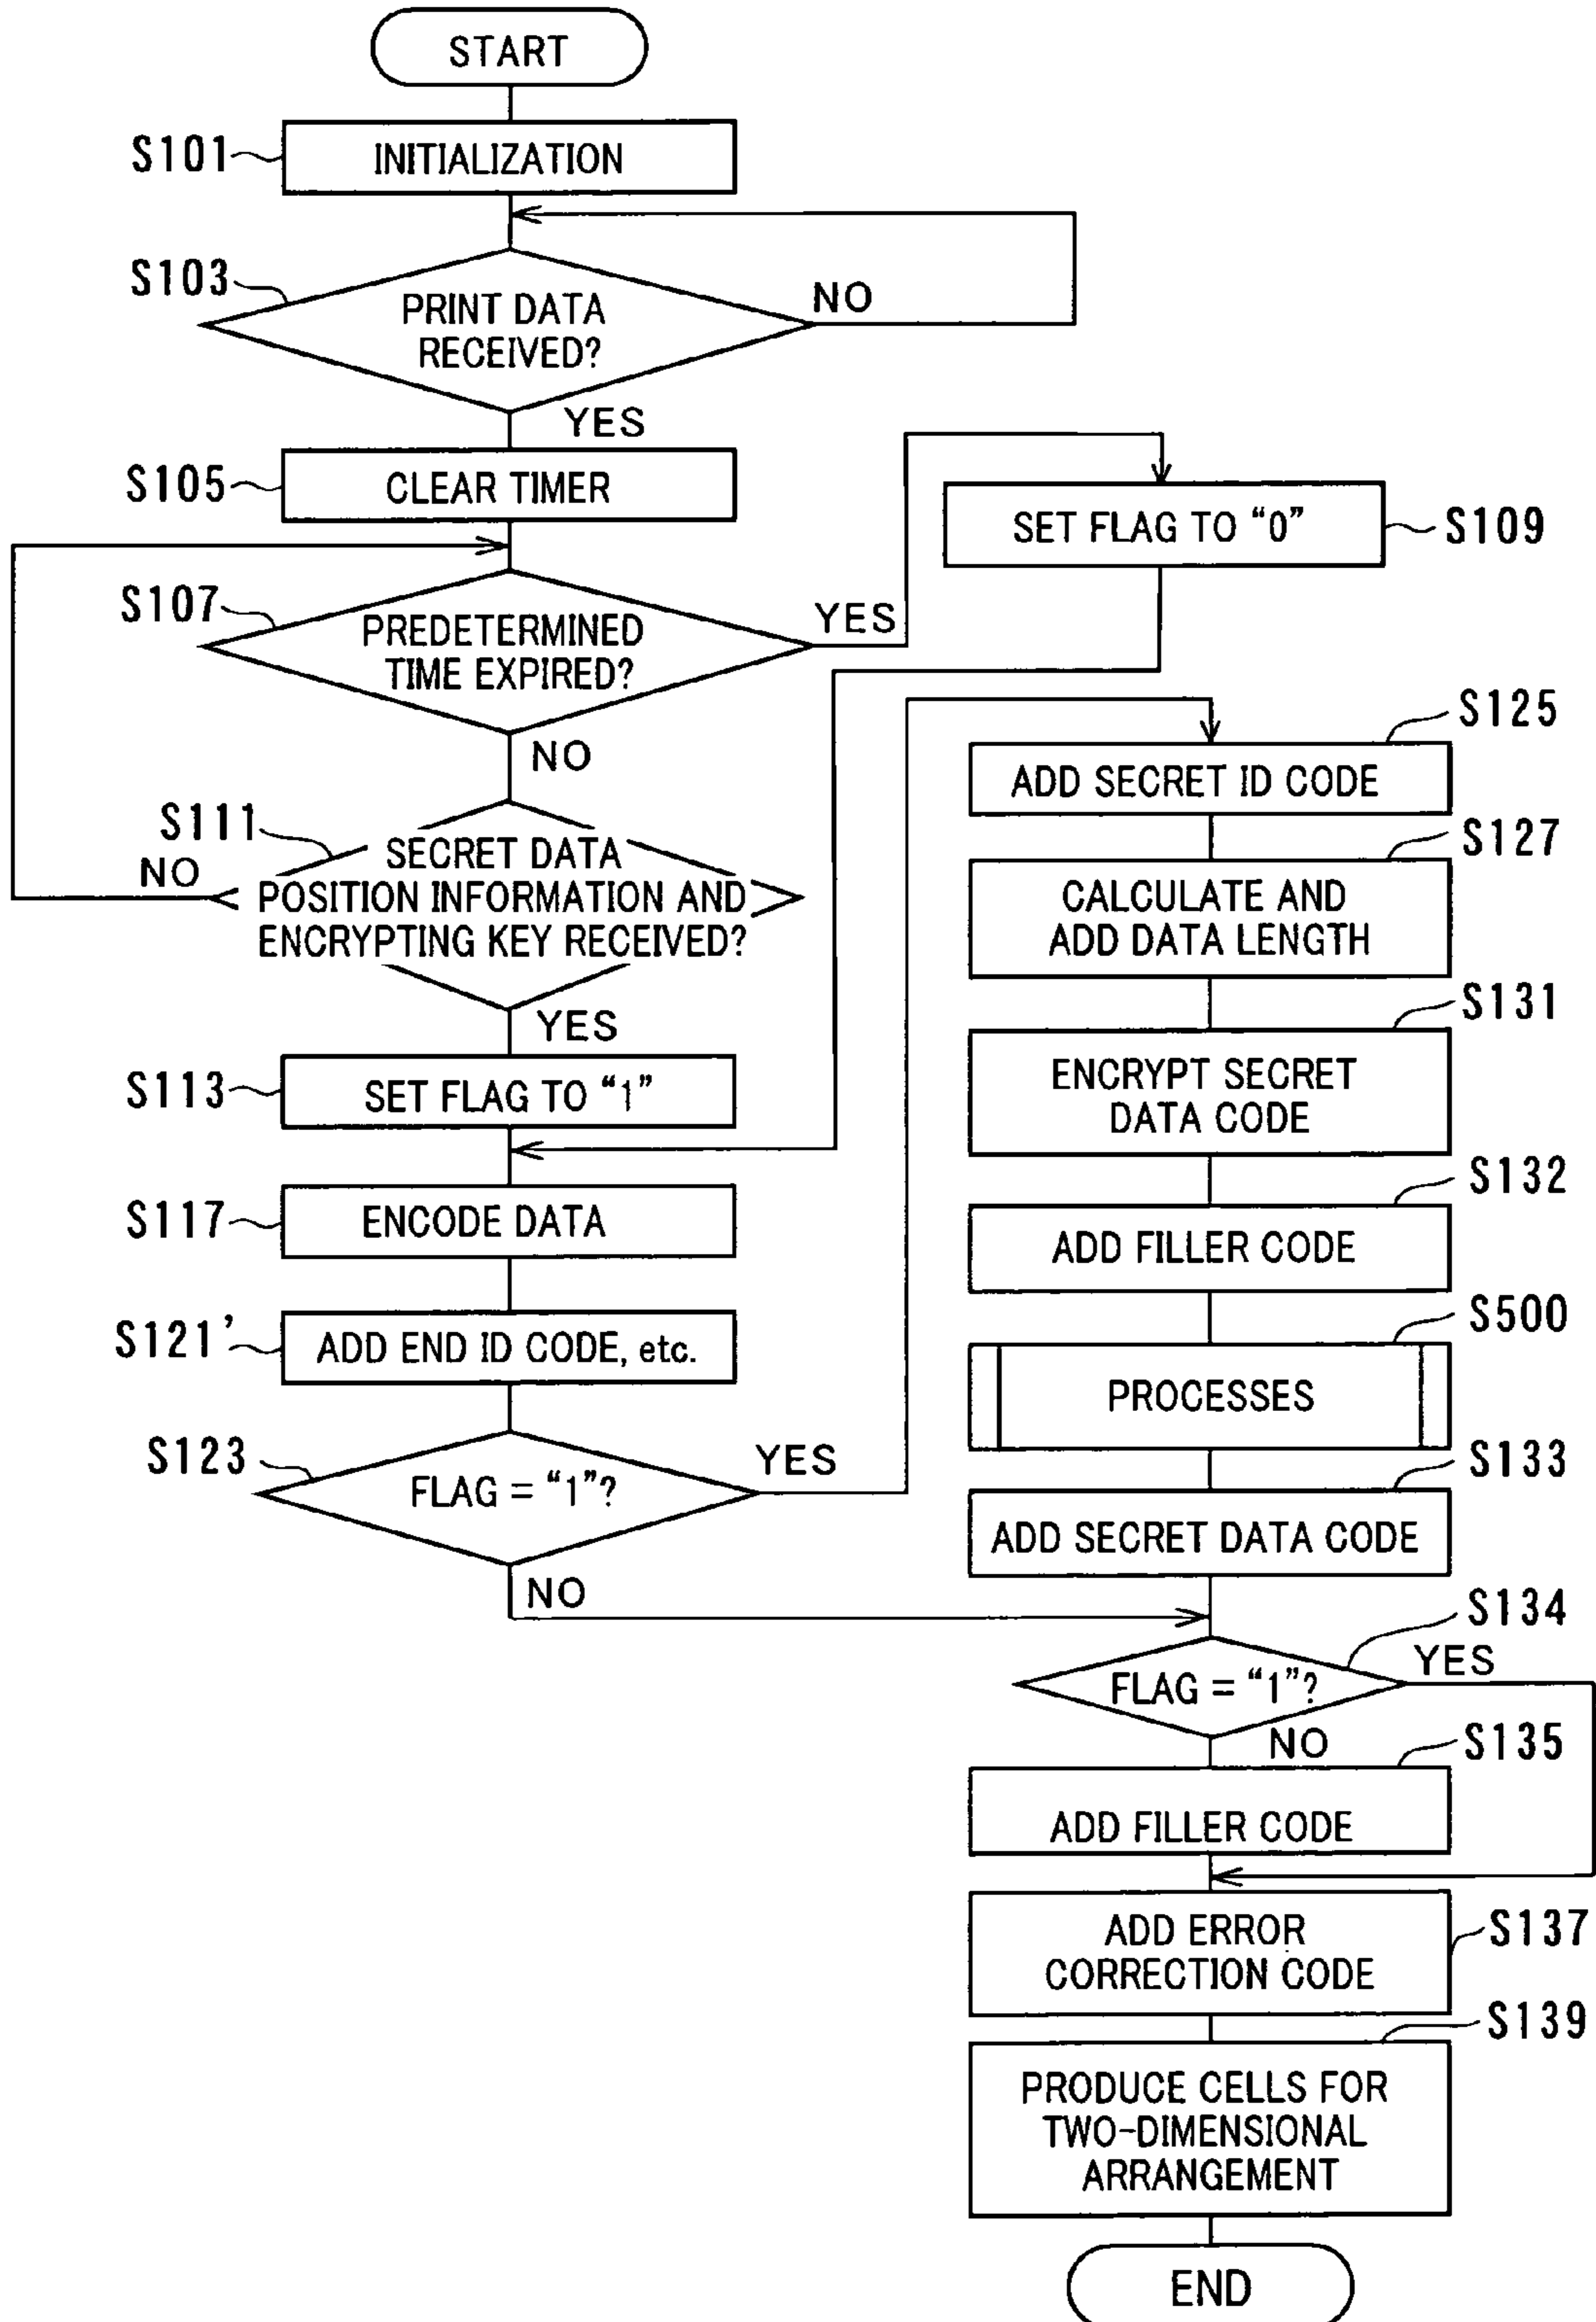 START
S101
INITIALIZATION
S103
PRINT DATA
RECEIVED?
NO
YES
S105
CLEAR TIMER
S107
PREDETERMINED
TIME EXPIRED?
YES
NO
SET FLAG TO “0”
S109
S111
SECRET DATA
POSITION INFORMATION AND
ENCRYPTING KEY RECEIVED?
NO
YES
S113
SET FLAG TO “1”
S117
ENCODE DATA
S121’
ADD END ID CODE, etc.
S123
FLAG = “1”?
YES
NO
S125
ADD SECRET ID CODE
S127
CALCULATE AND
ADD DATA LENGTH
S131
ENCRYPT SECRET
DATA CODE
S132
ADD FILLER CODE
S500
PROCESSES
S133
ADD SECRET DATA CODE
S134
FLAG = “1”?
YES
NO
S135
ADD FILLER CODE
ADD ERROR
CORRECTION CODE
S137
S139
PRODUCE CELLS FOR
TWO-DIMENSIONAL
ARRANGEMENT
END